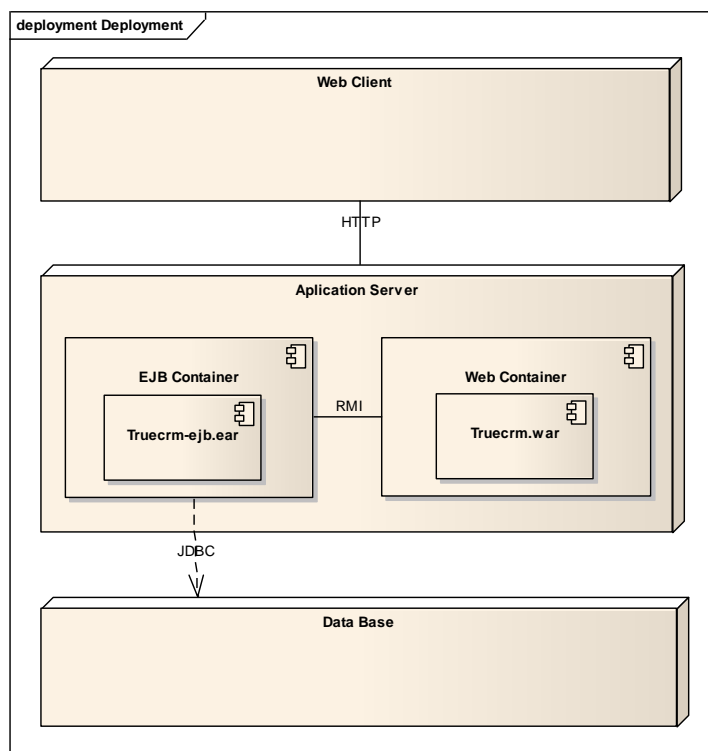 deployment Deployment
Web Client
HTTP
Aplication Server
EJB Container
Truecrm-ejb.ear
RMI
Web Container
Truecrm.war
JDBC
Data Base